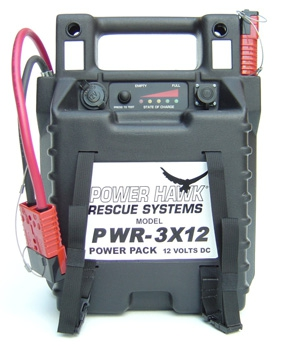 EMPTY FULL
PRESS TO TEST STATE OF CHARGE
POWER HAWK
RESCUE SYSTEMS
MODEL
PWR-3X12
POWER PACK 12 VOLTS DC